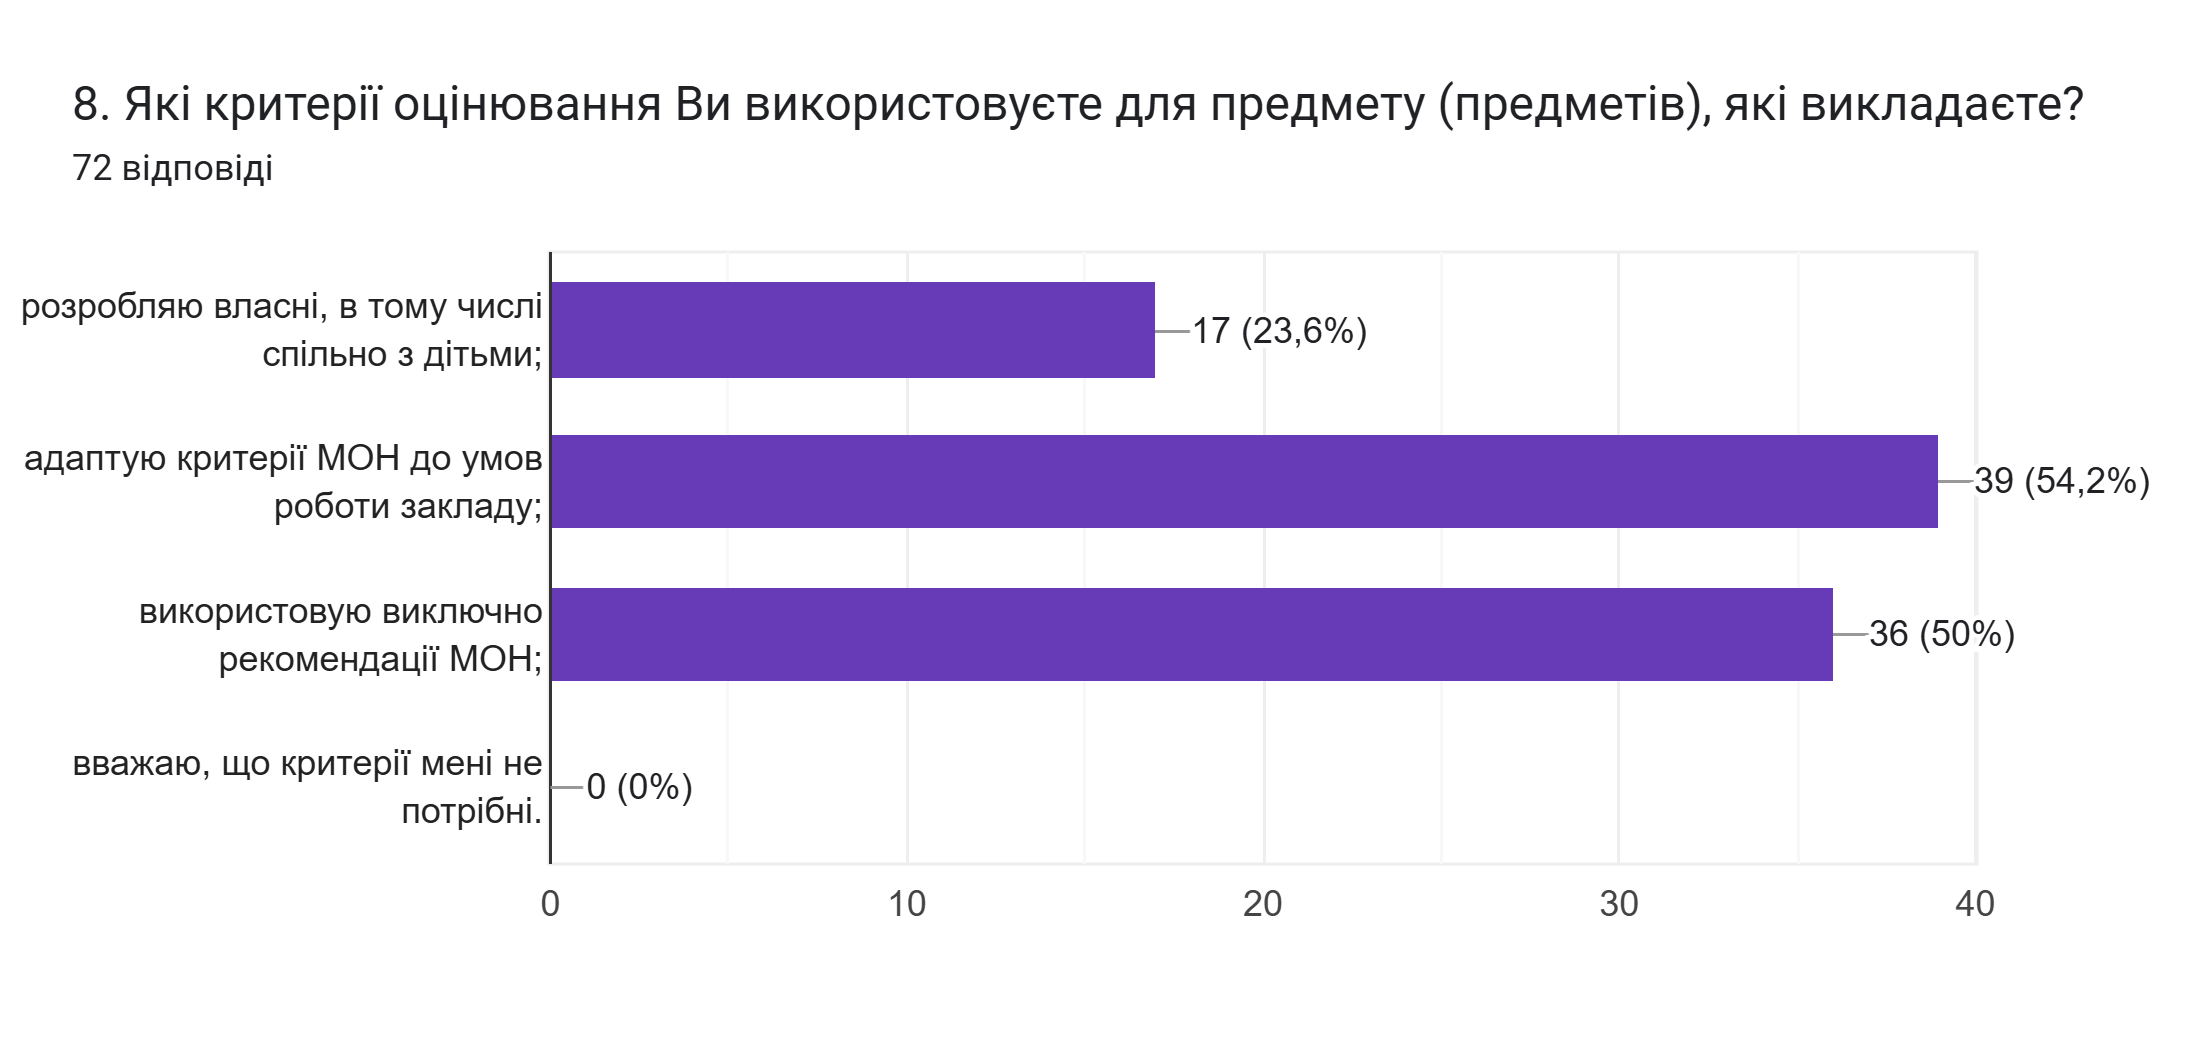 8. Які критерії оцінювання Ви використовуєте для предмету (предметів), які викладаєте?
72 відповіді
розробляю власні, в тому числі
спільно з дітьми;
17 (23,6%)
адаптую критерії МОН до умов
роботи закладу;
39 (54,2%)
використовую виключно
рекомендації МОН;
36 (50%)
вважаю, що критерії мені не
потрібні.
0 (0%)
0 10 20 30 40